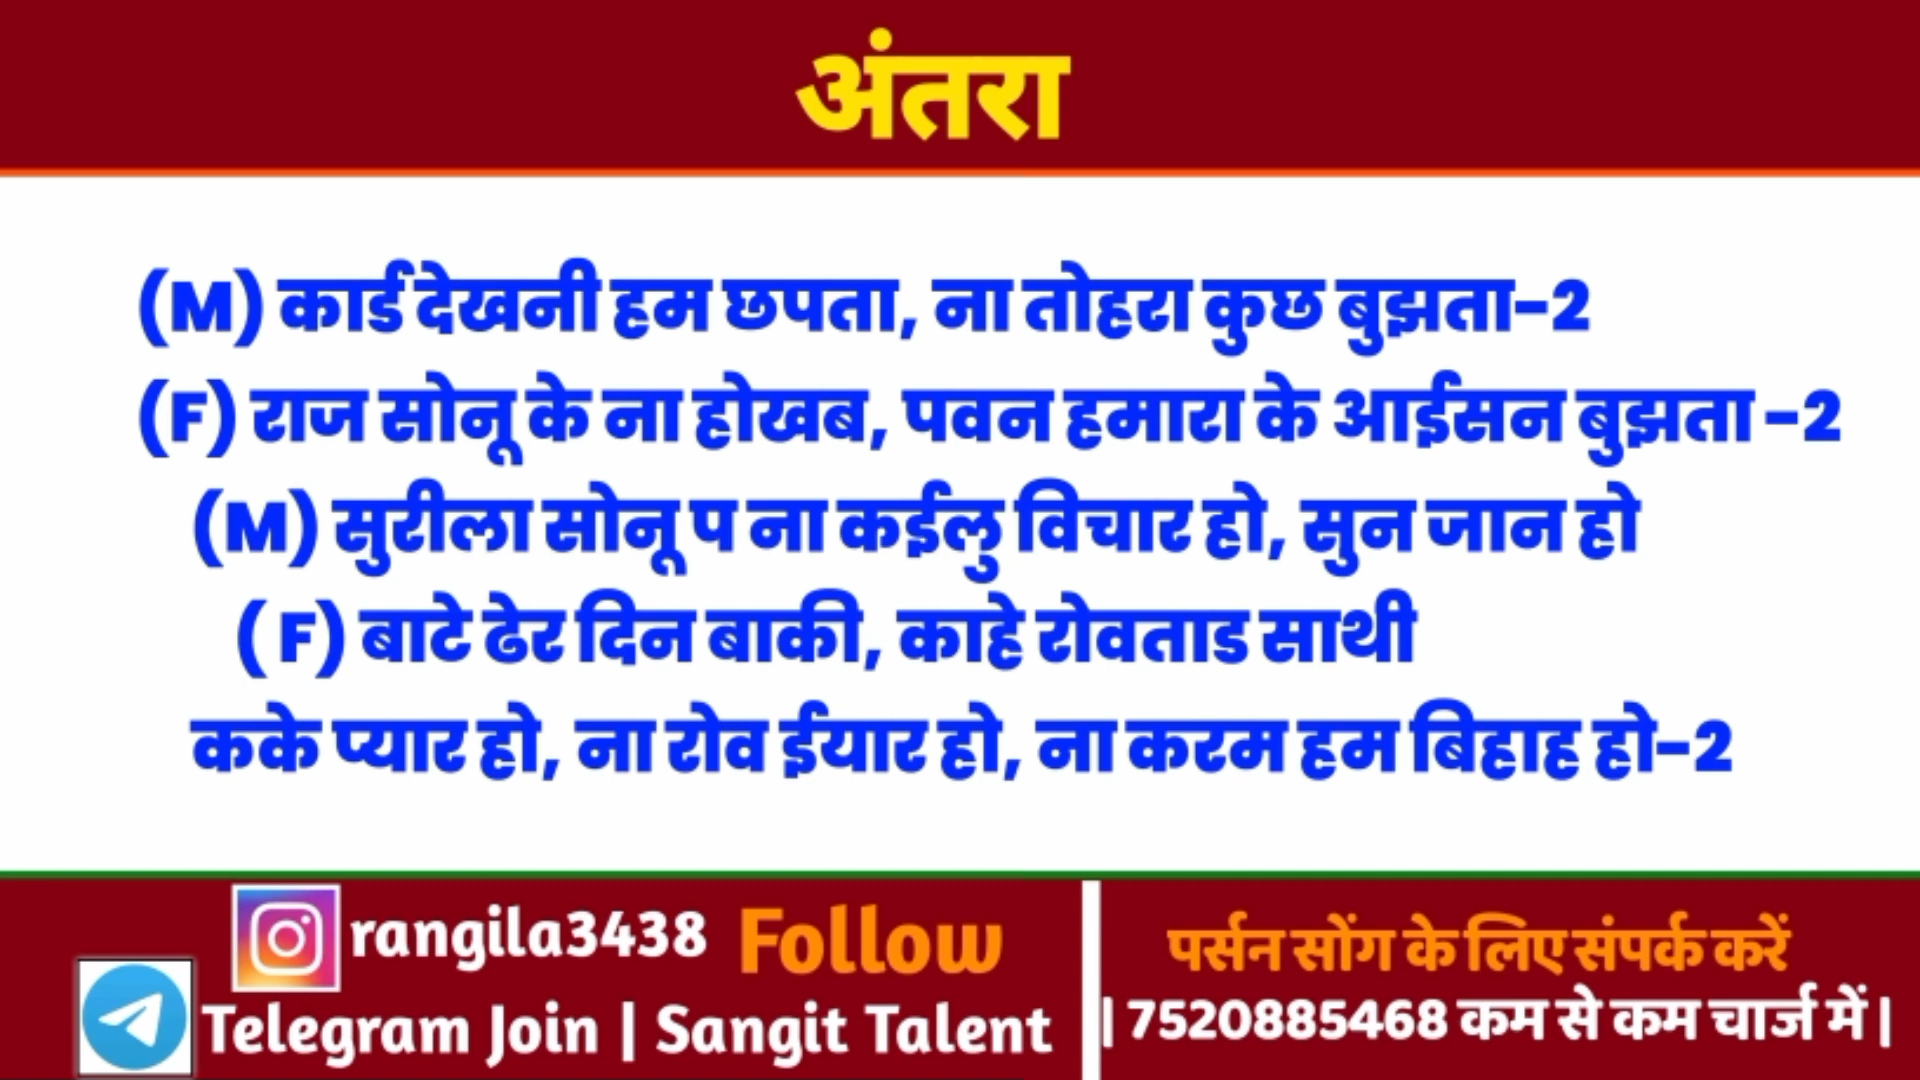 अंतरा
(M) कार्ड देखनी हम छपता, ना तोहरा कुछ बुझता-2
(F) राज सोनू के ना होखब, पवन हमारा के आईसन बुझता -2
(M) सुरीला सोनू प ना कईलु विचार हो, सुन जान हो
( F) बाटे ढेर दिन बाकी, काहे रोवताड साथी
कके प्यार हो, ना रोव ईयार हो, ना करम हम बिहाह हो-2
rangila3438 Follow
Telegram Join | Sangit Talent
पर्सन सोंग के लिए संपर्क करें
| 7520885468 कम से कम चार्ज में |